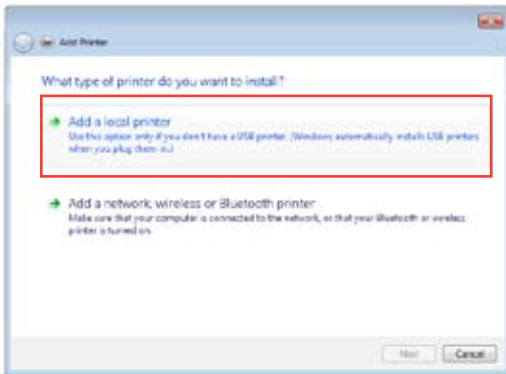 Add Printer
What type of printer do you want to install?
Add a local printer
Use this option only if you don't have a USB printer. (Windows automatically installs USB printers
when you plug them in.)
Add a network, wireless or Bluetooth printer
Make sure that your computer is connected to the network, or that your Bluetooth or wireless
printer is turned on.
Next Cancel